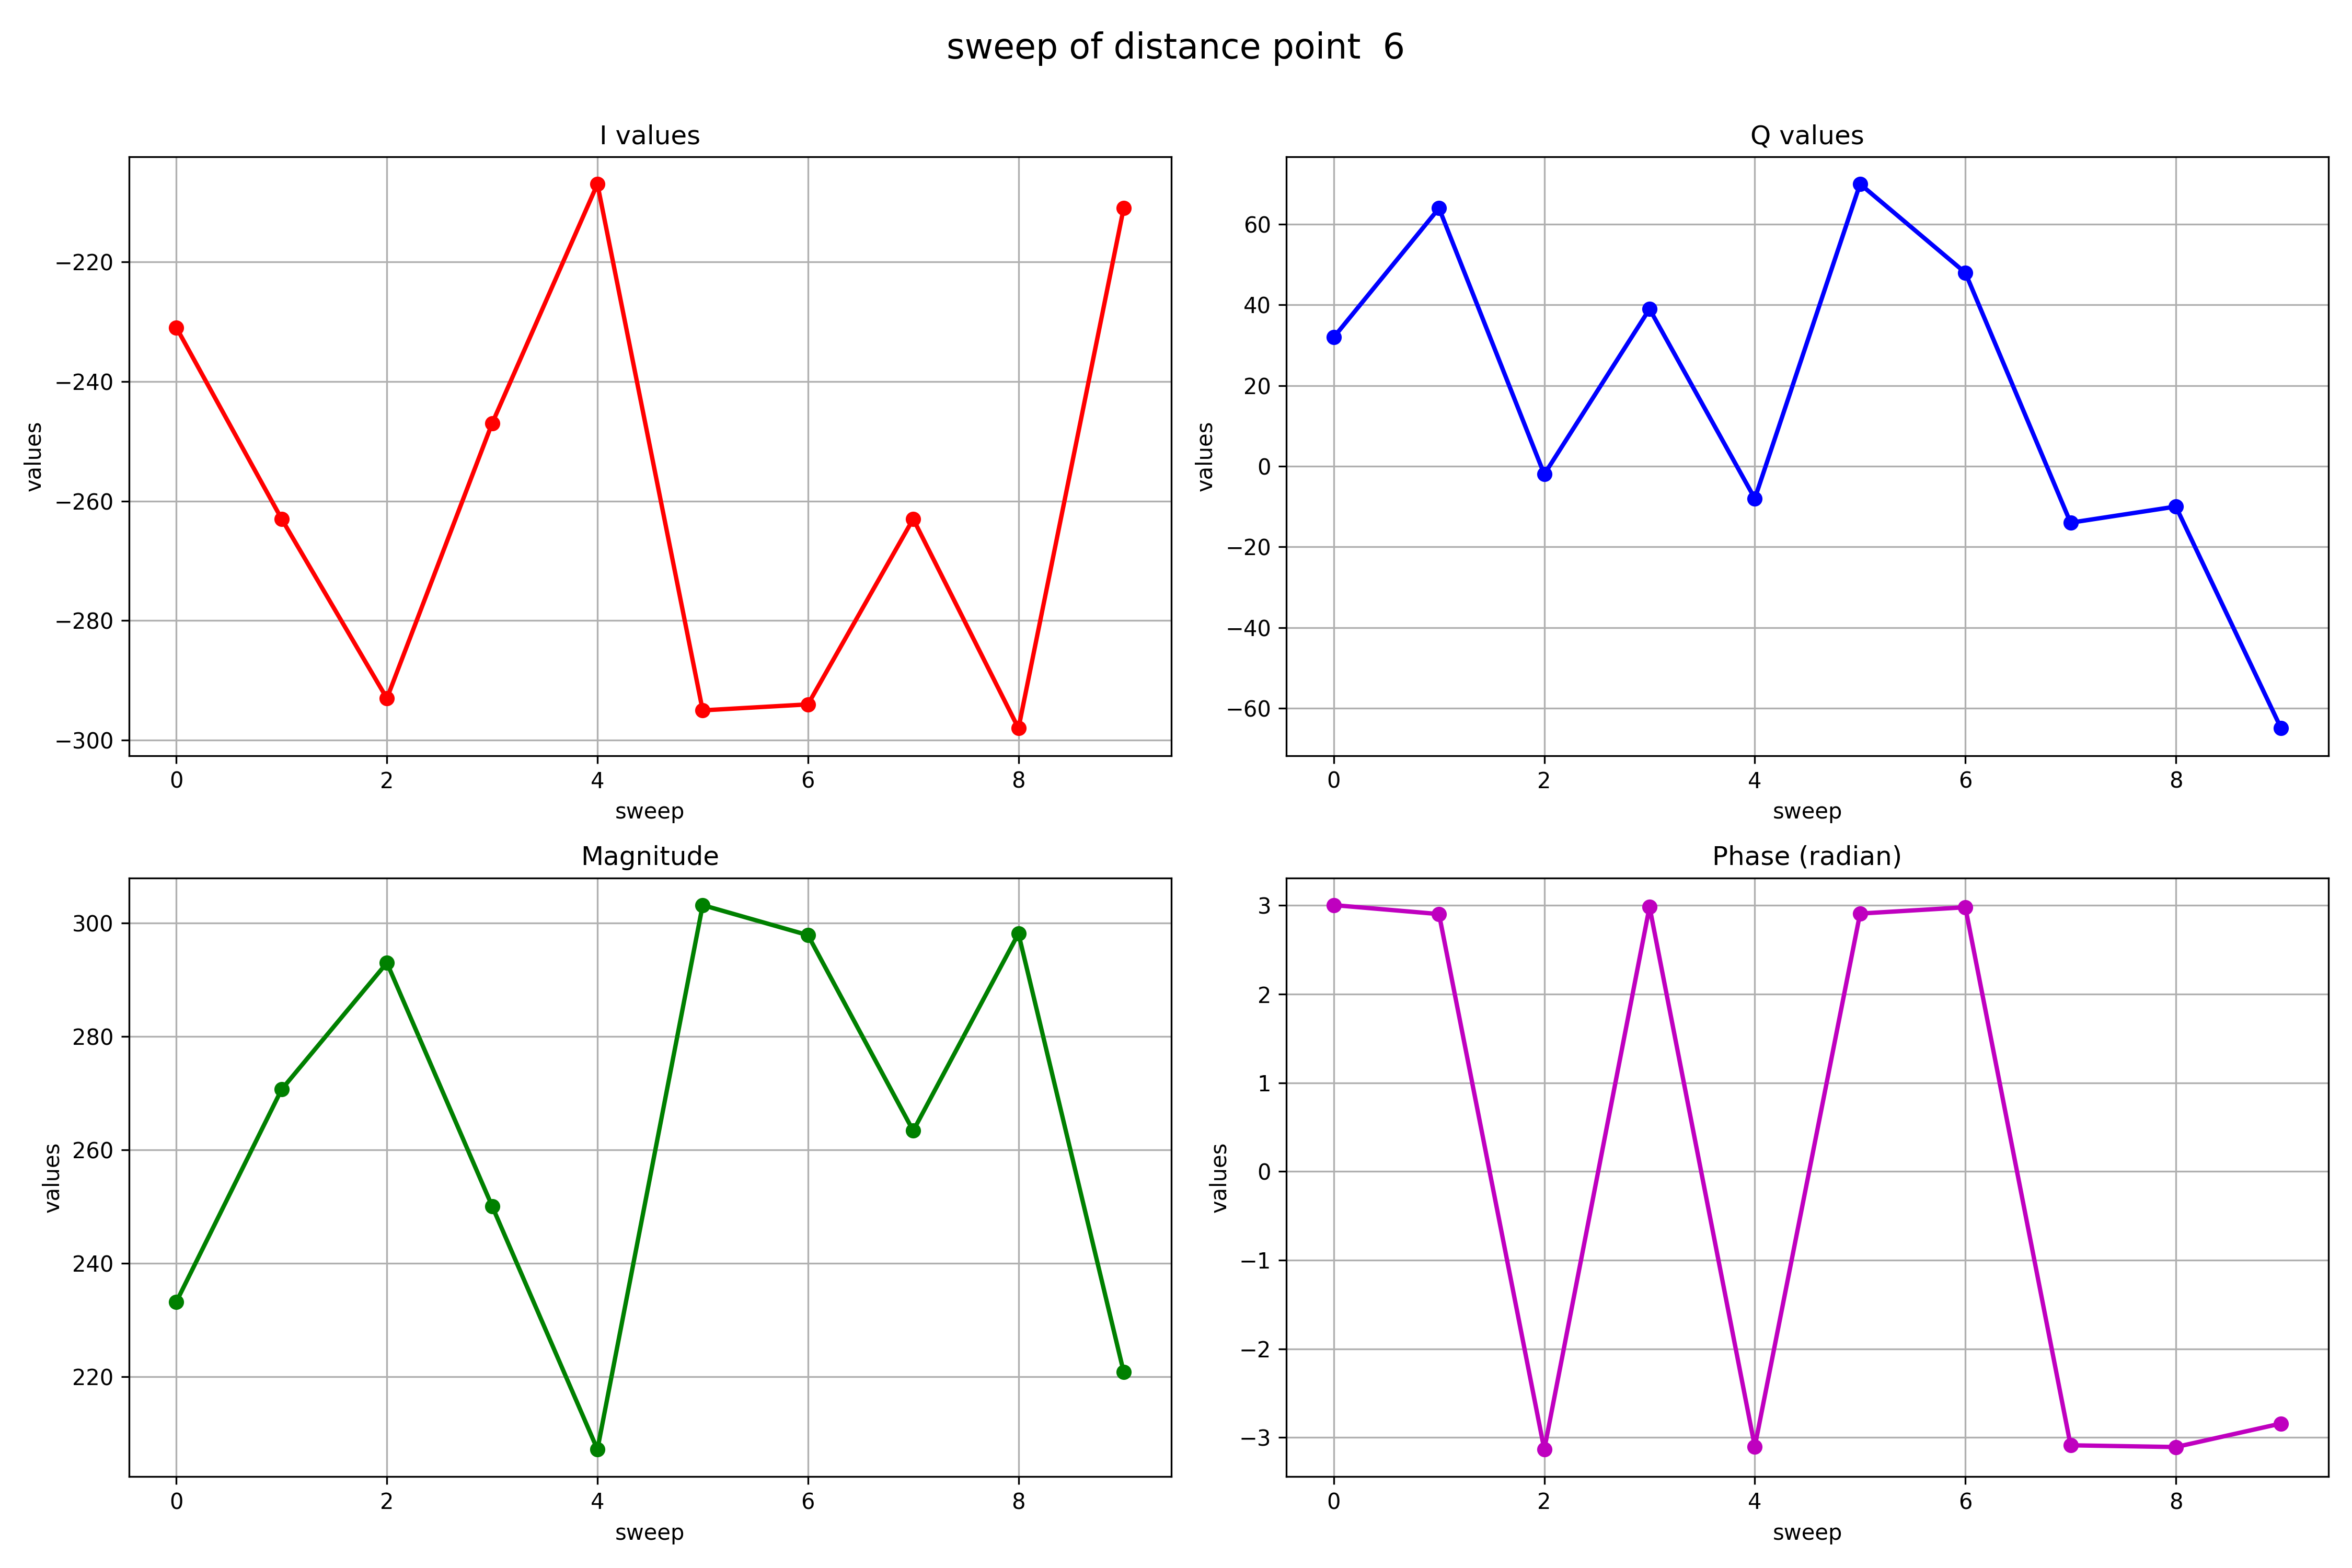 sweep of distance point  6
I values
values
−220
−240
−260
−280
−300
0 2 4 6 8
sweep
Q values
values
60
40
20
0
−20
−40
−60
0 2 4 6 8
sweep
Magnitude
values
300
280
260
240
220
0 2 4 6 8
sweep
Phase (radian)
values
3
2
1
0
−1
−2
−3
0 2 4 6 8
sweep